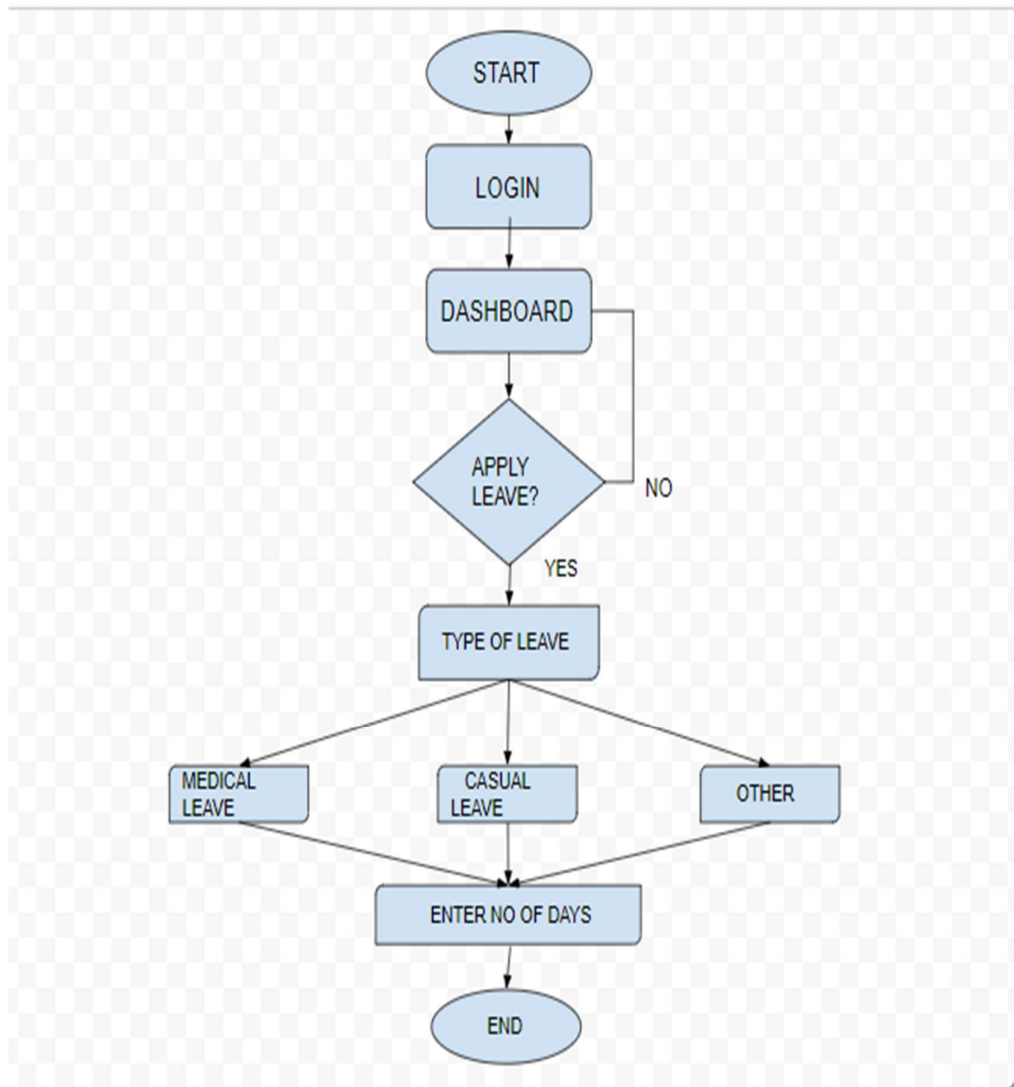 START
LOGIN
DASHBOARD
APPLY
LEAVE?
NO
YES
TYPE OF LEAVE
MEDICAL
LEAVE
CASUAL
LEAVE
OTHER
ENTER NO OF DAYS
END